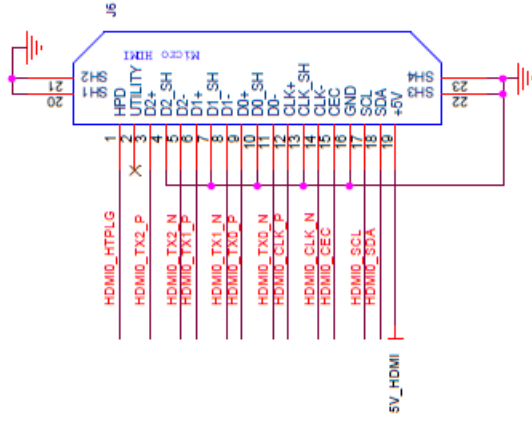 J6
Micro HDMI
SH2
SH1
21
20
SH4
SH3
23
22
HPD
UTILITY
D2+
D2_SH
D2-
D1+
D1_SH
D1-
D0+
D0_SH
D0-
CLK+
CLK_SH
CLK-
CEC
GND
SCL
SDA
+5V
1
2
3
4
5
6
7
8
9
10
11
12
13
14
15
16
17
18
19
HDMI0_HTPLG
HDMI0_TX2_P
HDMI0_TX2_N
HDMI0_TX1_P
HDMI0_TX1_N
HDMI0_TX0_P
HDMI0_TX0_N
HDMI0_CLK_P
HDMI0_CLK_N
HDMI0_CEC
HDMI0_SCL
HDMI0_SDA
5V_HDMI